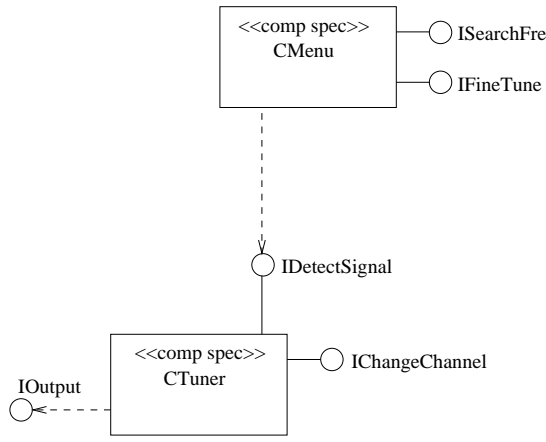 <<comp spec>>
CMenu
ISearchFre
IFineTune
IDetectSignal
<<comp spec>>
CTuner
IChangeChannel
IOutput